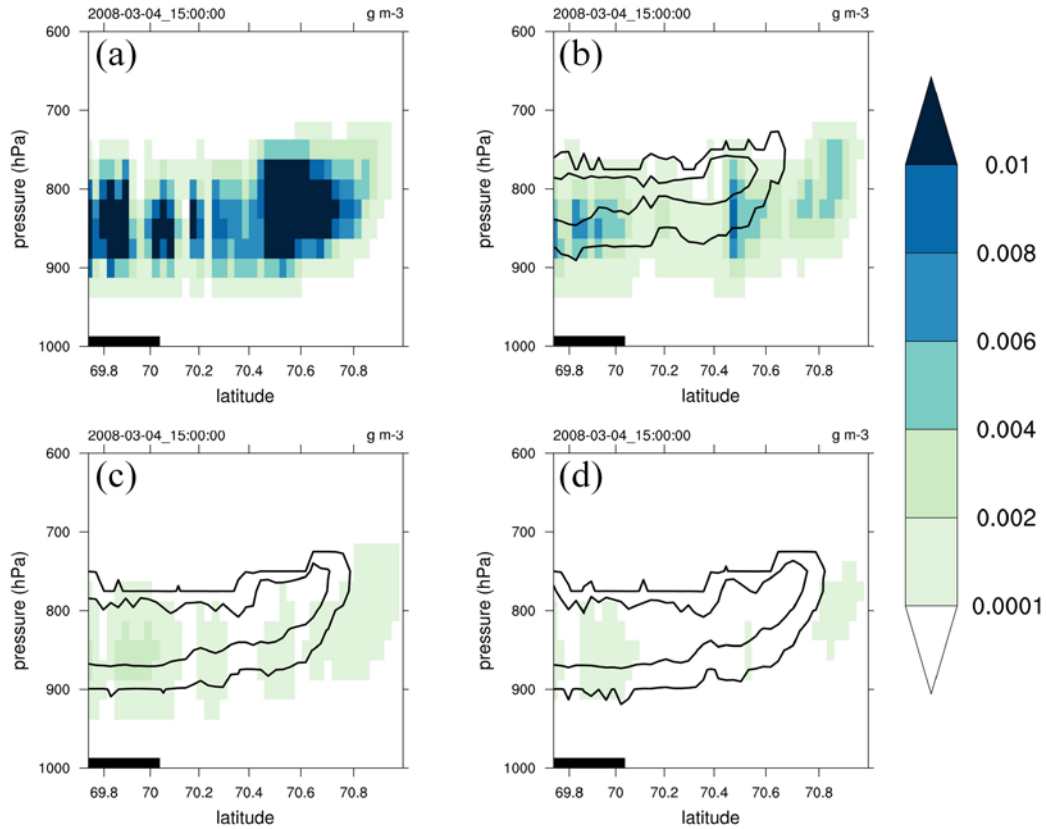 2008-03-04_15:00:00 g m-3
(a)
600
700
800
900
1000
pressure (hPa)
69.8 70 70.2 70.4 70.6 70.8
latitude
2008-03-04_15:00:00 g m-3
(b)
600
700
800
900
1000
pressure (hPa)
69.8 70 70.2 70.4 70.6 70.8
latitude
0.01
0.008
0.006
0.004
0.002
0.0001
2008-03-04_15:00:00 g m-3
(c)
600
700
800
900
1000
pressure (hPa)
69.8 70 70.2 70.4 70.6 70.8
latitude
2008-03-04_15:00:00 g m-3
(d)
600
700
800
900
1000
pressure (hPa)
69.8 70 70.2 70.4 70.6 70.8
latitude